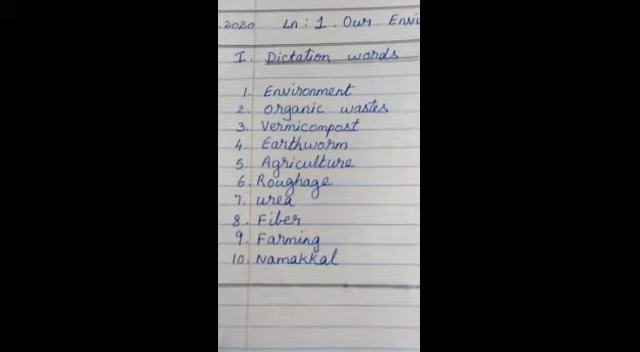 .2020 Ln : 1 . Our Envi
I. Dictation words
1. Environment
2. Organic wastes
3. Vermicompost
4. Earthworm
5. Agriculture
6. Roughage
7. urea
8. Fiber
9. Farming
10. Namakkal